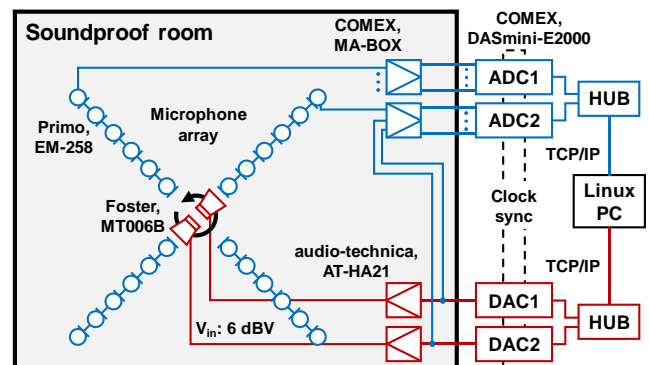 Soundproof room
COMEX,
MA-BOX
COMEX,
DASmini-E2000
ADC1
ADC2
HUB
Primo,
EM-258
Microphone
array
TCP/IP
Foster,
MT006B
Clock
sync
Linux
PC
audio-technica,
AT-HA21
TCP/IP
Vin: 6 dBV
DAC1
DAC2
HUB